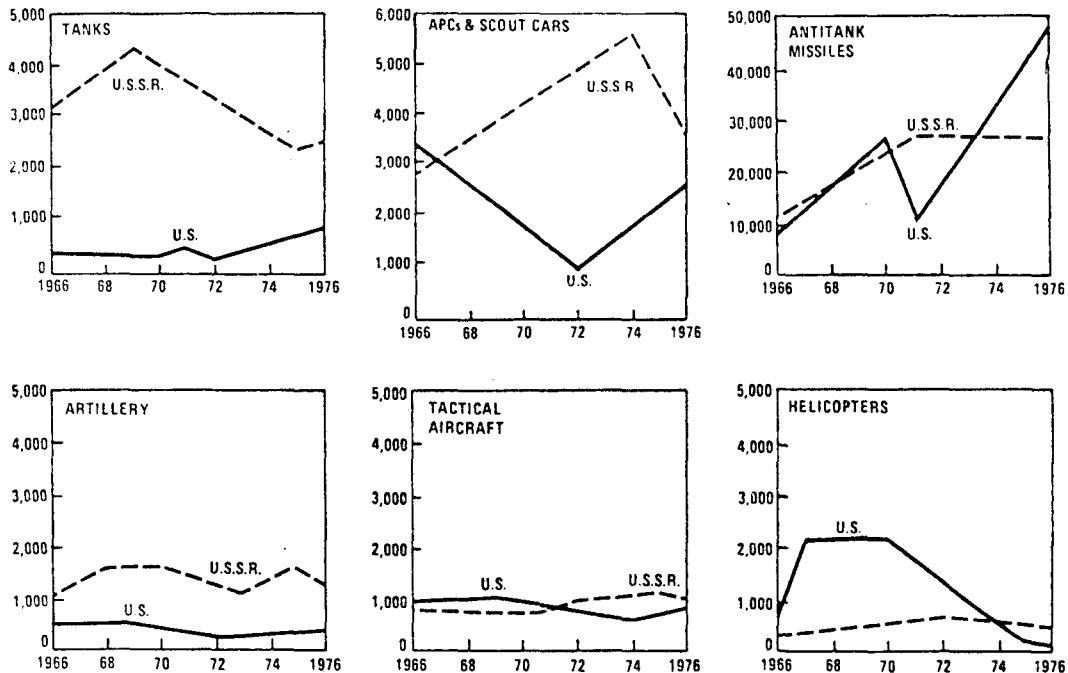 TANKS
5,000
4,000
3,000
2,000
1,000
0
U.S.S.R.
U.S.
1966 68 70 72 74 1976
APCs & SCOUT CARS
6,000
5,000
4,000
3,000
2,000
1,000
0
U.S.S.R
U.S.
1966 68 70 72 74 1976
ANTITANK
MISSILES
50,000
40,000
30,000
20,000
10,000
0
U.S.S.R.
U.S.
1966 68 70 72 74 1976
ARTILLERY
5,000
4,000
3,000
2,000
1,000
0
U.S.S.R.
U.S.
1966 68 70 72 74 1976
TACTICAL
AIRCRAFT
5,000
4,000
3,000
2,000
1,000
0
U.S.
U.S.S.R.
1966 68 70 72 74 1976
HELICOPTERS
5,000
4,000
3,000
2,000
1,000
0
U.S.
1966 68 70 72 74 1976